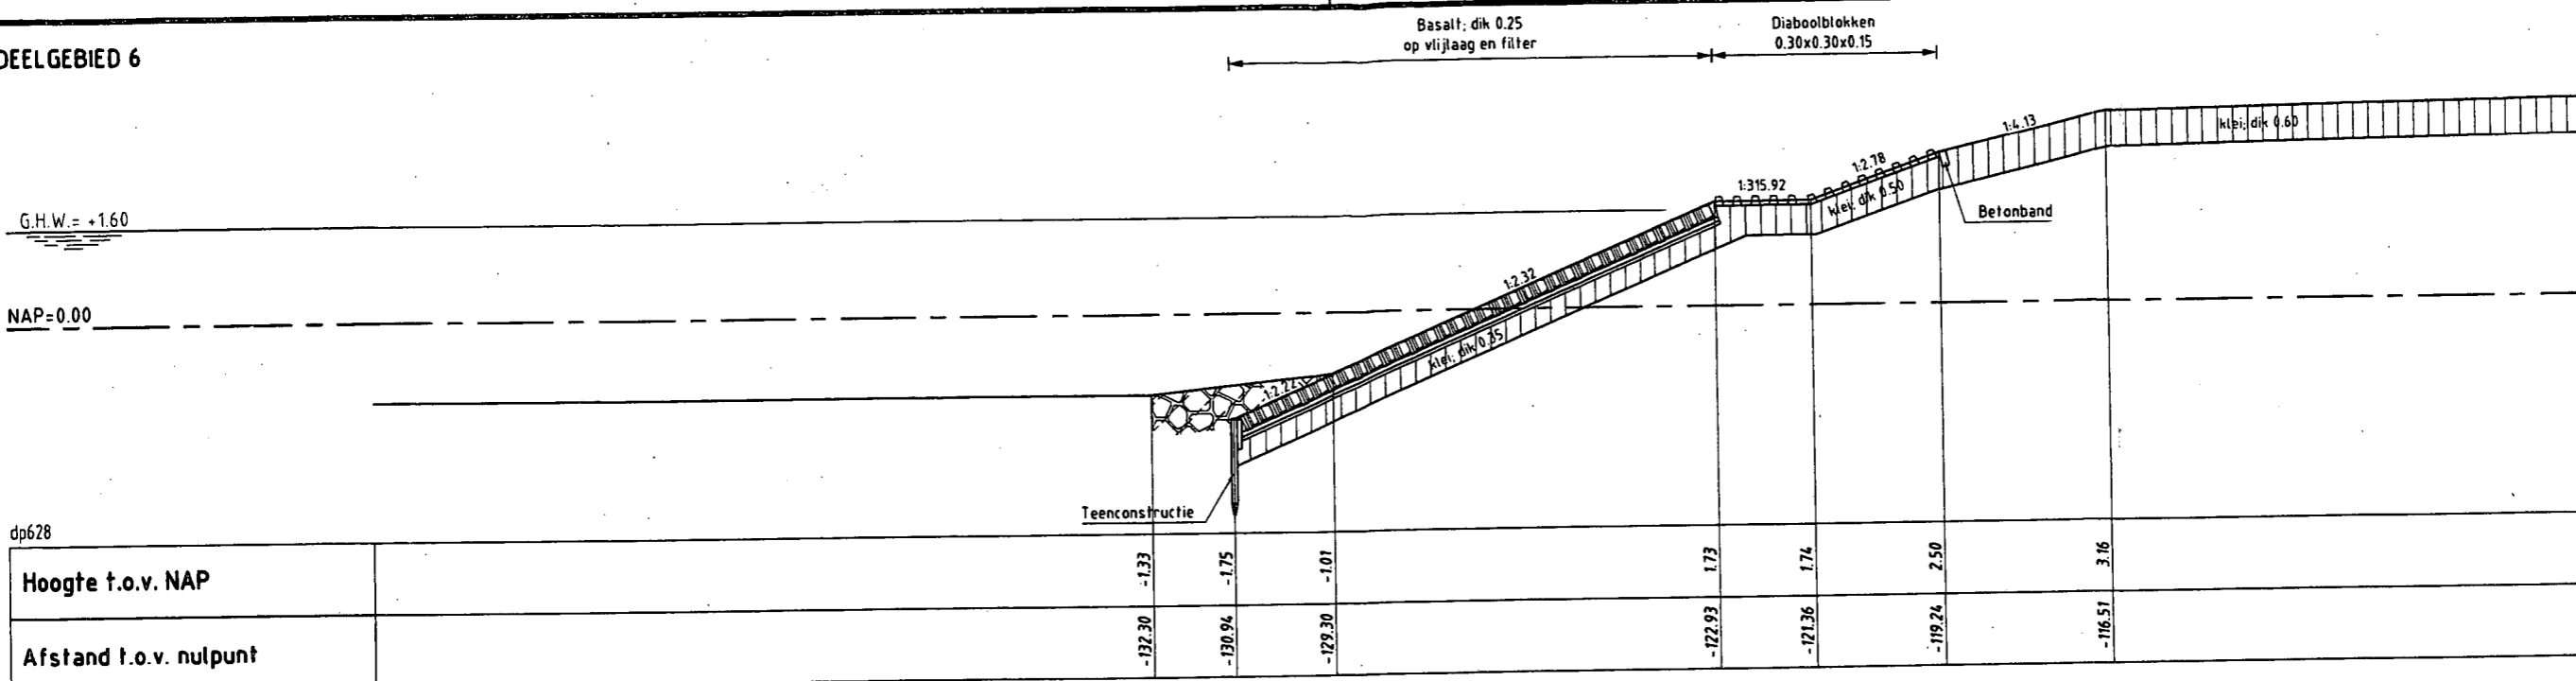 DEELGEBIED 6
Basalt; dik 0.25
op vlijlaag en filter
Diaboolblokken
0.30x0.30x0.15
1:4.13
klei; dik 0.60
1:2.78
1:315.92
klei; dik 0.50
Betonband
G.H.W.= +1.60
1:2.32
NAP=0.00
klei; dik 0.35
1:2.22
Teenconstructie
dp628
Hoogte t.o.v. NAP
-1.33
-1.75
-1.01
1.73
1.74
2.50
3.16
Afstand t.o.v. nulpunt
-132.30
-130.94
-129.30
-122.93
-121.36
-119.24
-116.51